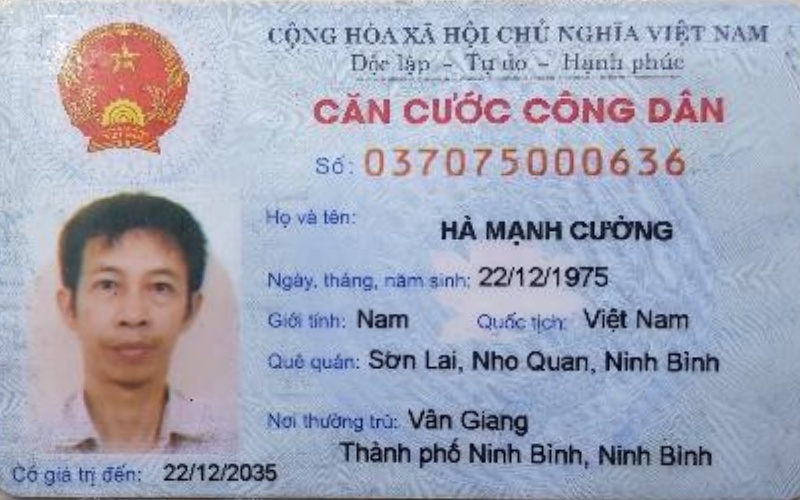 CỘNG HÒA XÃ HỘI CHỦ NGHĨA VIỆT NAM
Độc lập - Tự do - Hạnh phúc
CĂN CƯỚC CÔNG DÂN
Số: 037075000636
Họ và tên: HÀ MẠNH CƯỜNG
Ngày, tháng, năm sinh: 22/12/1975
Giới tính: Nam Quốc tịch: Việt Nam
Quê quán: Sơn Lai, Nho Quan, Ninh Bình
Nơi thường trú: Vân Giang
Thành phố Ninh Bình, Ninh Bình
Có giá trị đến: 22/12/2035